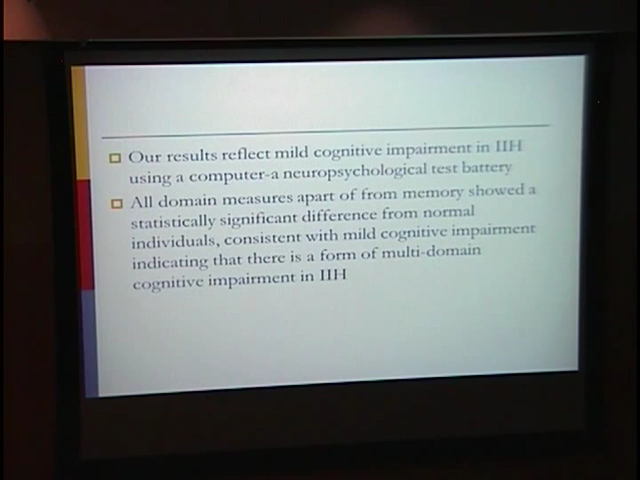 Our results reflect mild cognitive impairment in IIH
using a computer-a neuropsychological test battery
All domain measures apart of from memory showed a
statistically significant difference from normal
individuals, consistent with mild cognitive impairment
indicating that there is a form of multi-domain
cognitive impairment in IIH